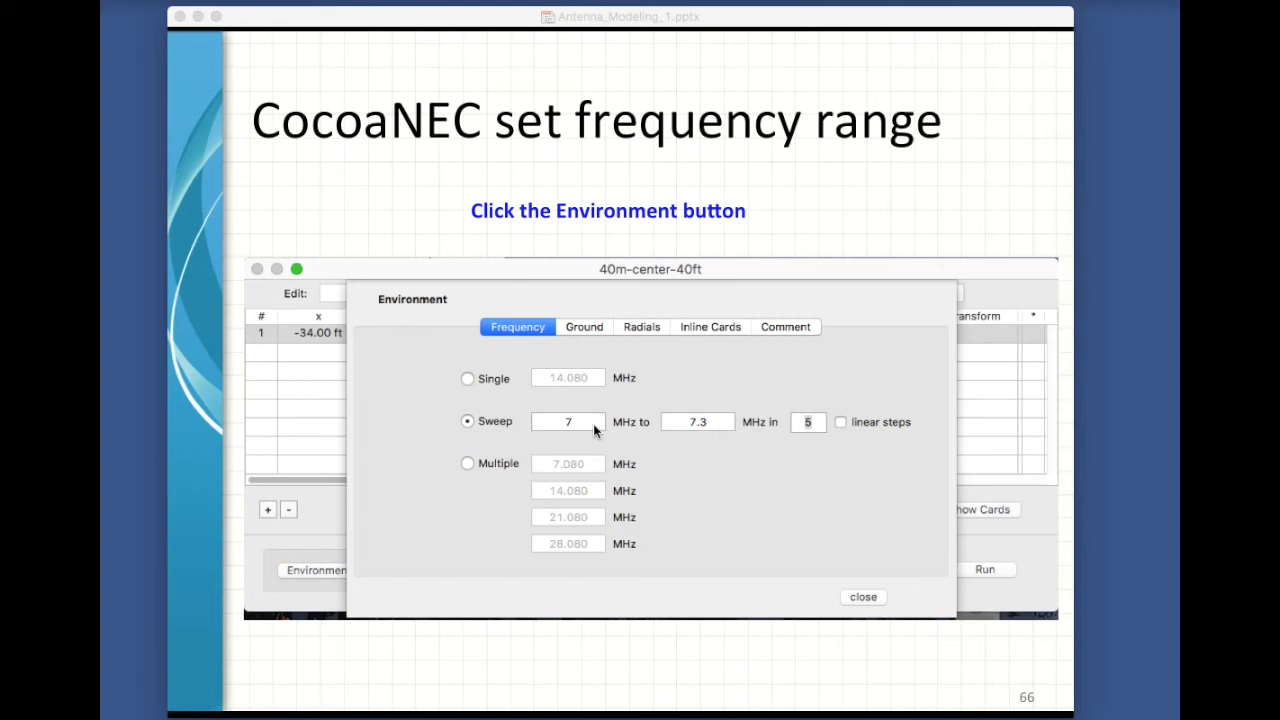 Antenna_Modeling_1.pptx
CocoaNEC set frequency range
Click the Environment button
40m-center-40ft
Edit:
Environment
# x ansform *
1 -34.00 ft
Frequency Ground Radials Inline Cards Comment
Single 14.080 MHz
Sweep 7 MHz to 7.3 MHz in 5 linear steps
Multiple 7.080 MHz
14.080 MHz
21.080 MHz
28.080 MHz
+ - how Cards
Environmen Run
close
66